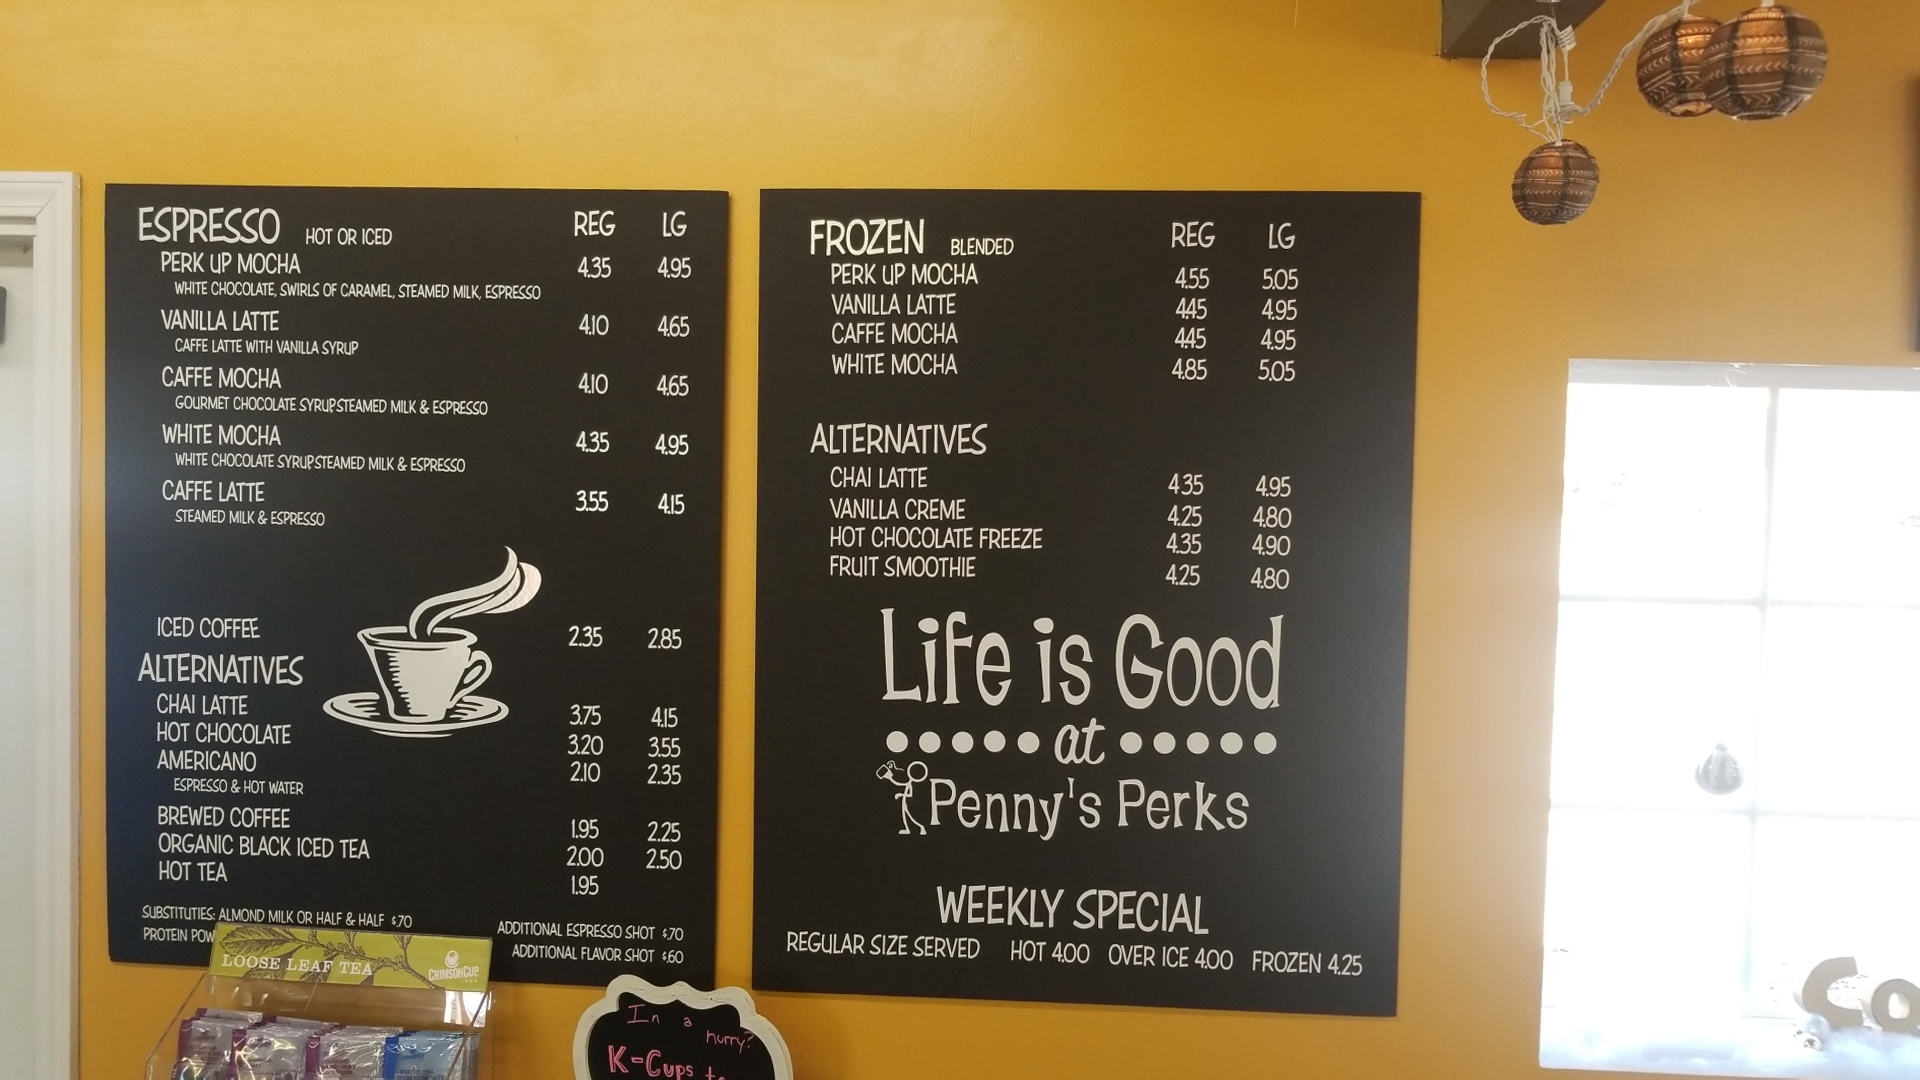 ESPRESSO HOT OR ICED REG LG
PERK UP MOCHA 4.35 4.95
WHITE CHOCOLATE, SWIRLS OF CARAMEL, STEAMED MILK, ESPRESSO
VANILLA LATTE 4.10 4.65
CAFFE LATTE WITH VANILLA SYRUP
CAFFE MOCHA 4.10 4.65
GOURMET CHOCOLATE SYRUP, STEAMED MILK & ESPRESSO
WHITE MOCHA 4.35 4.95
WHITE CHOCOLATE SYRUP, STEAMED MILK & ESPRESSO
CAFFE LATTE 3.55 4.15
STEAMED MILK & ESPRESSO
ICED COFFEE 2.35 2.85
ALTERNATIVES
CHAI LATTE 3.75 4.15
HOT CHOCOLATE 3.20 3.55
AMERICANO 2.10 2.35
ESPRESSO & HOT WATER
BREWED COFFEE 1.95 2.25
ORGANIC BLACK ICED TEA 2.00 2.50
HOT TEA 1.95
SUBSTITUTIES: ALMOND MILK OR HALF & HALF $.70
PROTEIN POW
ADDITIONAL ESPRESSO SHOT $.70
ADDITIONAL FLAVOR SHOT $.60
FROZEN BLENDED REG LG
PERK UP MOCHA 4.55 5.05
VANILLA LATTE 4.45 4.95
CAFFE MOCHA 4.45 4.95
WHITE MOCHA 4.85 5.05
ALTERNATIVES
CHAI LATTE 4.35 4.95
VANILLA CREME 4.25 4.80
HOT CHOCOLATE FREEZE 4.35 4.90
FRUIT SMOOTHIE 4.25 4.80
Life is Good
at
Penny's Perks
WEEKLY SPECIAL
REGULAR SIZE SERVED HOT 4.00 OVER ICE 4.00 FROZEN 4.25
LOOSE LEAF TEA
CRIMSON CUP
TEA
In a hurry?
K-Cups to
Co